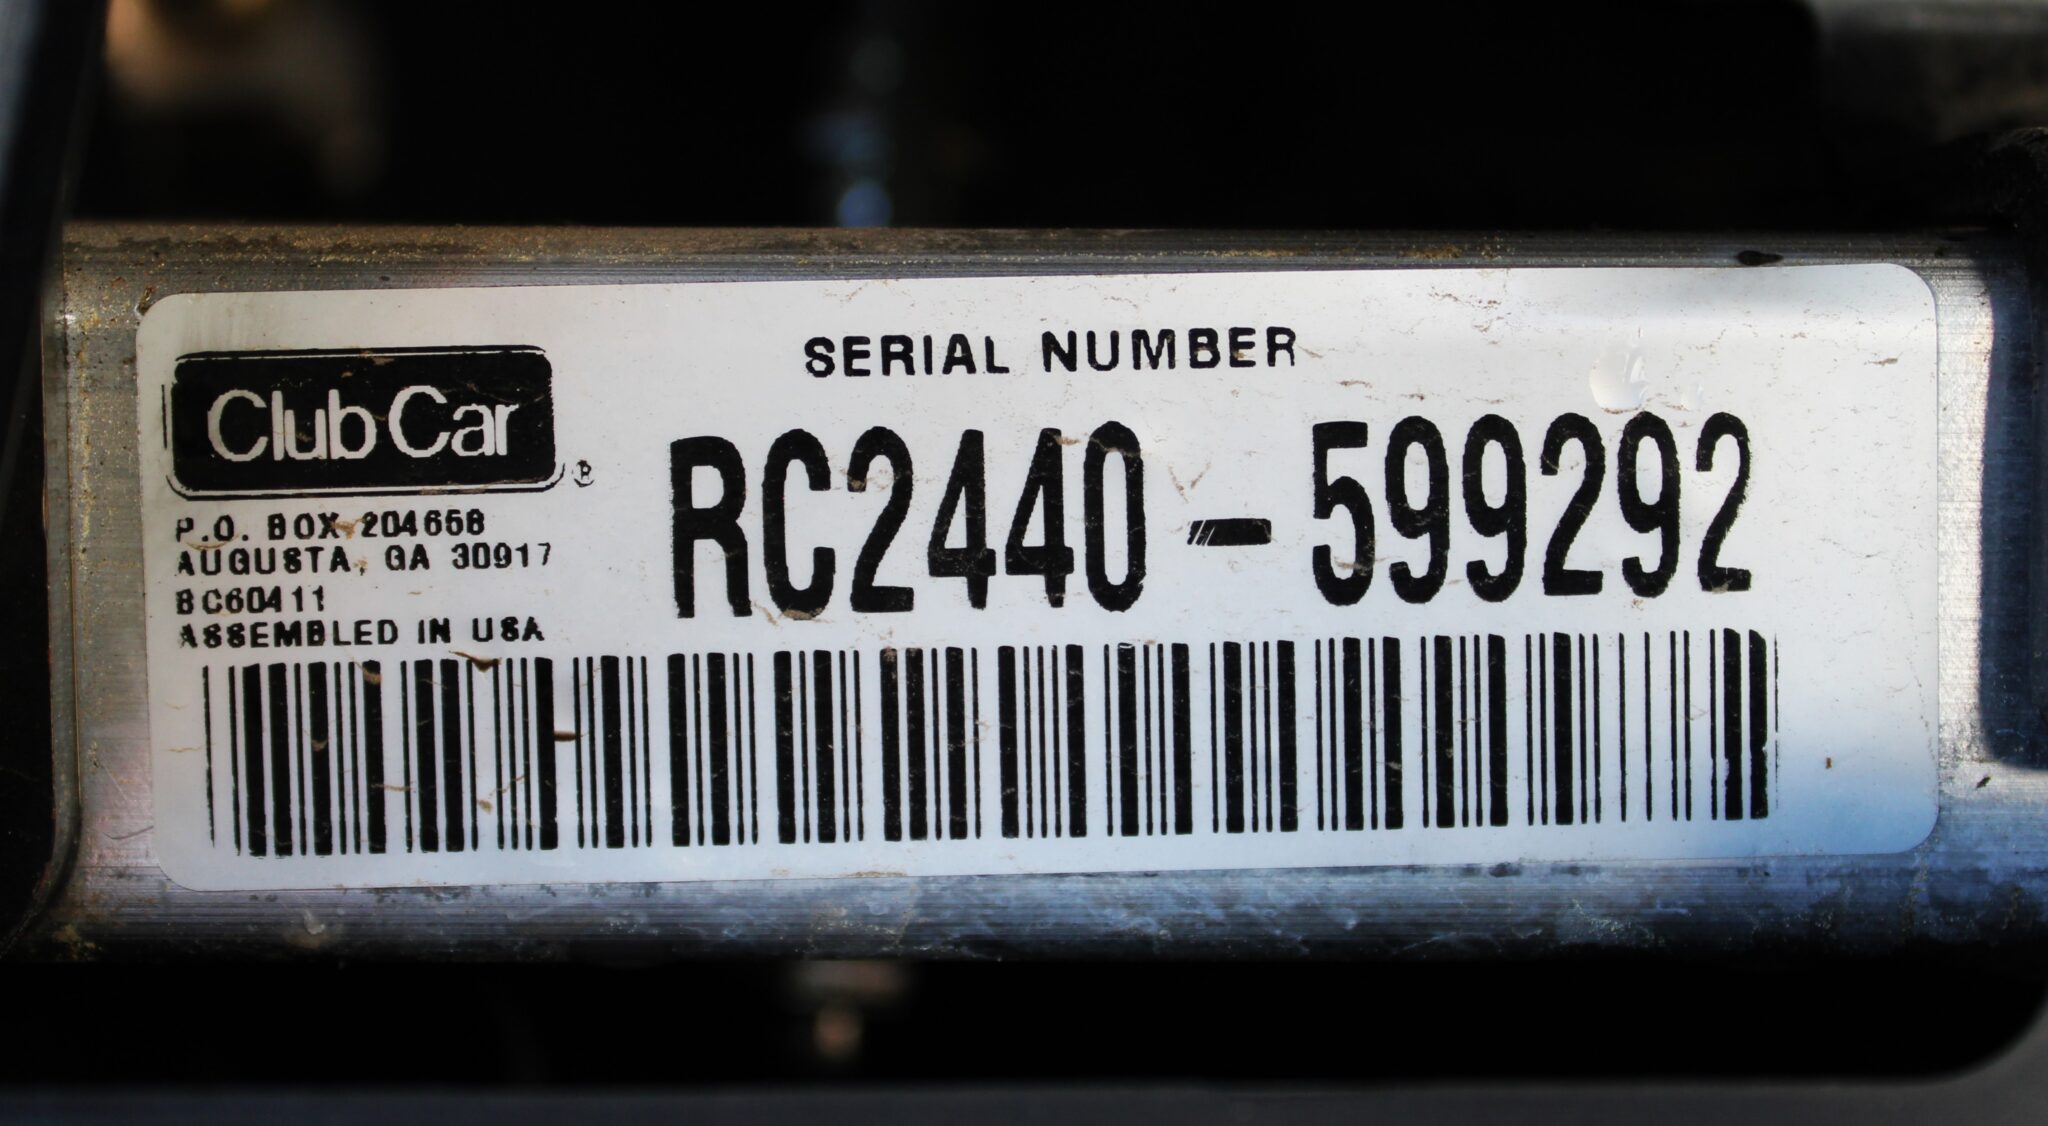 Club Car®
SERIAL NUMBER
RC2440-599292
P.O. BOX 204658
AUGUSTA, GA 30917
BC60411
ASSEMBLED IN USA